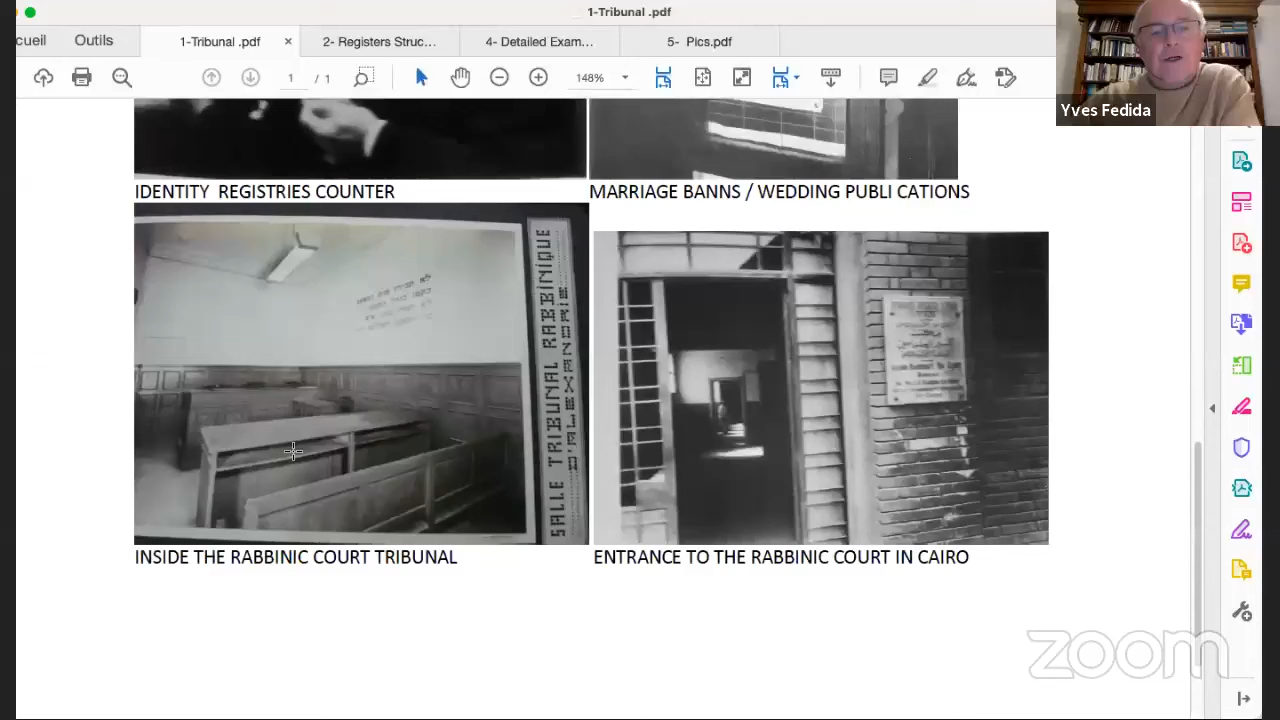 1-Tribunal .pdf
cueil
Outils
1-Tribunal .pdf
×
2- Registers Struc...
4- Detailed Exam...
5- Pics.pdf
1 / 1
148%
Yves Fedida
IDENTITY REGISTRIES COUNTER
MARRIAGE BANNS / WEDDING PUBLI CATIONS
SALLE TRIBUNAL RABBINIQUE
D'ALEXANDRIE
INSIDE THE RABBINIC COURT TRIBUNAL
ENTRANCE TO THE RABBINIC COURT IN CAIRO
zoom